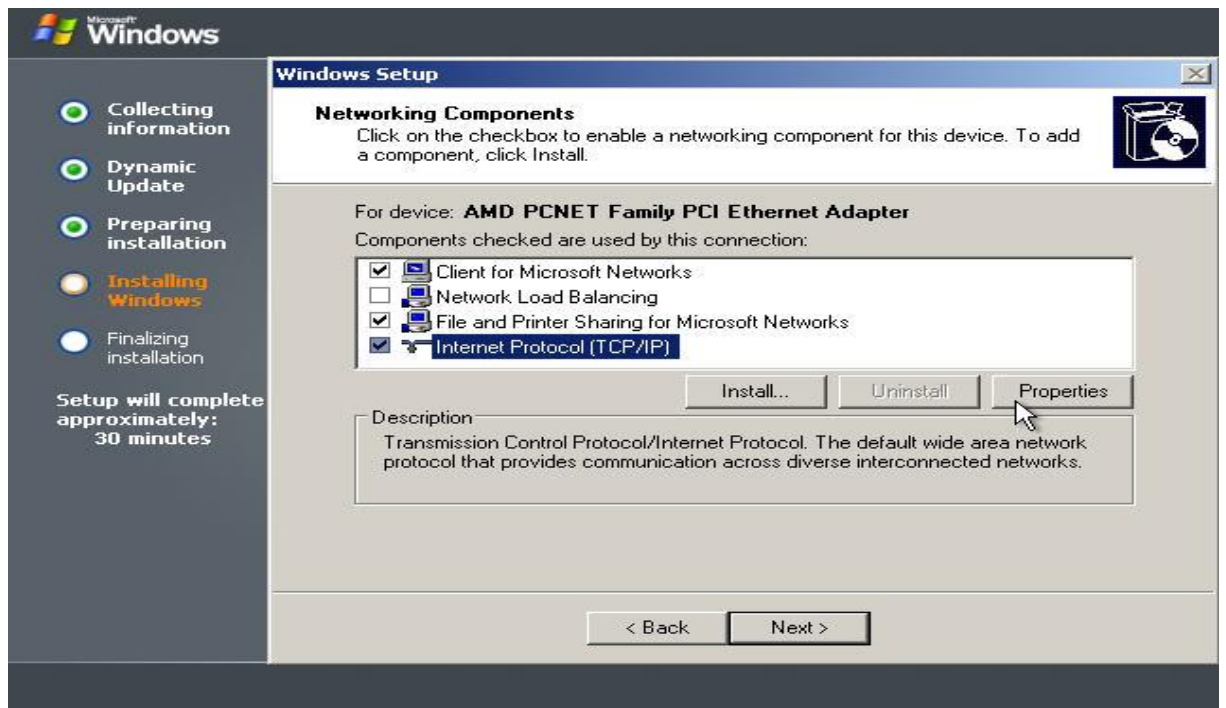 Microsoft
Windows
Windows Setup
Collecting
information
Dynamic
Update
Preparing
installation
Installing
Windows
Finalizing
installation
Setup will complete
approximately:
30 minutes
Networking Components
Click on the checkbox to enable a networking component for this device. To add
a component, click Install.
For device: AMD PCNET Family PCI Ethernet Adapter
Components checked are used by this connection:
Client for Microsoft Networks
Network Load Balancing
File and Printer Sharing for Microsoft Networks
Internet Protocol (TCP/IP)
Install...
Uninstall
Properties
Description
Transmission Control Protocol/Internet Protocol. The default wide area network
protocol that provides communication across diverse interconnected networks.
< Back
Next >